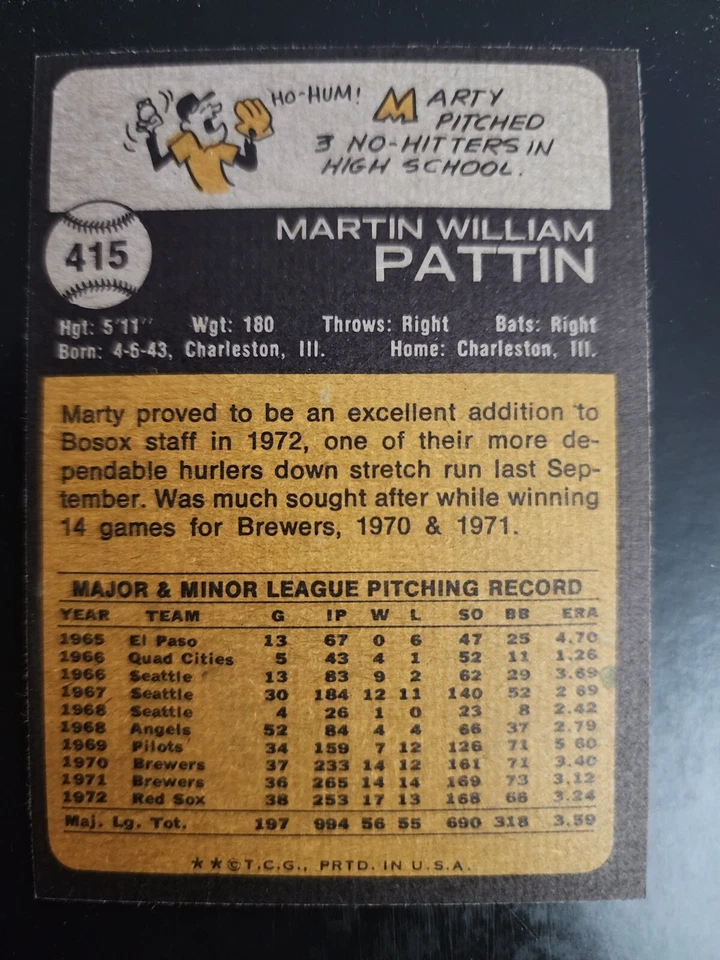 HO-HUM! MARTY
PITCHED
3 NO-HITTERS IN
HIGH SCHOOL.
415
MARTIN WILLIAM
PATTIN
Hgt: 5'11" Wgt: 180 Throws: Right Bats: Right
Born: 4-6-43, Charleston, Ill. Home: Charleston, Ill.
Marty proved to be an excellent addition to
Bosox staff in 1972, one of their more de-
pendable hurlers down stretch run last Sep-
tember. Was much sought after while winning
14 games for Brewers, 1970 & 1971.
MAJOR & MINOR LEAGUE PITCHING RECORD
YEAR TEAM G IP W L SO BB ERA
1965 El Paso 13 67 0 6 47 25 4.70
1966 Quad Cities 5 43 4 1 52 11 1.26
1966 Seattle 13 83 9 2 62 29 3.69
1967 Seattle 30 184 12 11 140 52 2 69
1968 Seattle 4 26 1 0 23 8 2.42
1968 Angels 52 84 4 4 66 37 2.79
1969 Pilots 34 159 7 12 126 71 5 60
1970 Brewers 37 233 14 12 161 71 3.40
1971 Brewers 36 265 14 14 169 73 3.12
1972 Red Sox 38 253 17 13 168 65 3.24
Maj. Lg. Tot. 197 994 56 55 690 318 3.59
★★©T.C.G., PRTD. IN U.S.A.